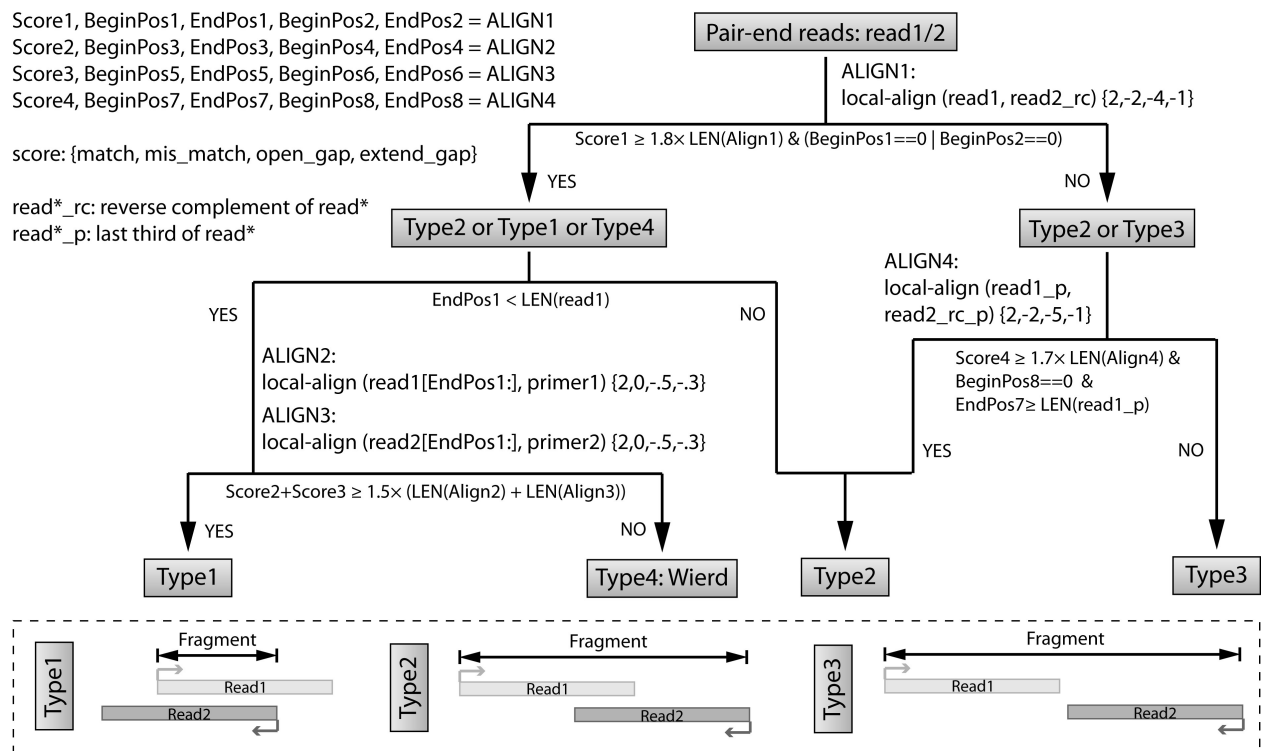 Score1, BeginPos1, EndPos1, BeginPos2, EndPos2 = ALIGN1
Score2, BeginPos3, EndPos3, BeginPos4, EndPos4 = ALIGN2
Score3, BeginPos5, EndPos5, BeginPos6, EndPos6 = ALIGN3
Score4, BeginPos7, EndPos7, BeginPos8, EndPos8 = ALIGN4
score: {match, mis_match, open_gap, extend_gap}
read*_rc: reverse complement of read*
read*_p: last third of read*
Pair-end reads: read1/2
ALIGN1:
local-align (read1, read2_rc) {2,-2,-4,-1}
Score1 ≥ 1.8× LEN(Align1) & (BeginPos1==0 | BeginPos2==0)
YES
NO
Type2 or Type1 or Type4
Type2 or Type3
EndPos1 < LEN(read1)
YES
NO
ALIGN4:
local-align (read1_p,
read2_rc_p) {2,-2,-5,-1}
ALIGN2:
local-align (read1[EndPos1:], primer1) {2,0,-.5,-.3}
ALIGN3:
local-align (read2[EndPos1:], primer2) {2,0,-.5,-.3}
Score4 ≥ 1.7× LEN(Align4) &
BeginPos8==0 &
EndPos7≥ LEN(read1_p)
YES
NO
Score2+Score3 ≥ 1.5× (LEN(Align2) + LEN(Align3))
YES
NO
Type1
Type4: Wierd
Type2
Type3
Type1
Fragment
Read1
Read2
Type2
Fragment
Read1
Read2
Type3
Fragment
Read1
Read2